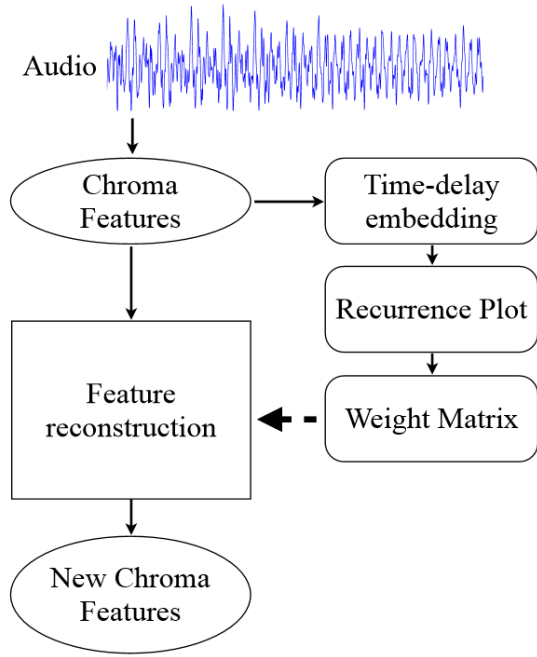 Audio
Chroma
Features
Time-delay
embedding
Recurrence Plot
Feature
reconstruction
Weight Matrix
New Chroma
Features